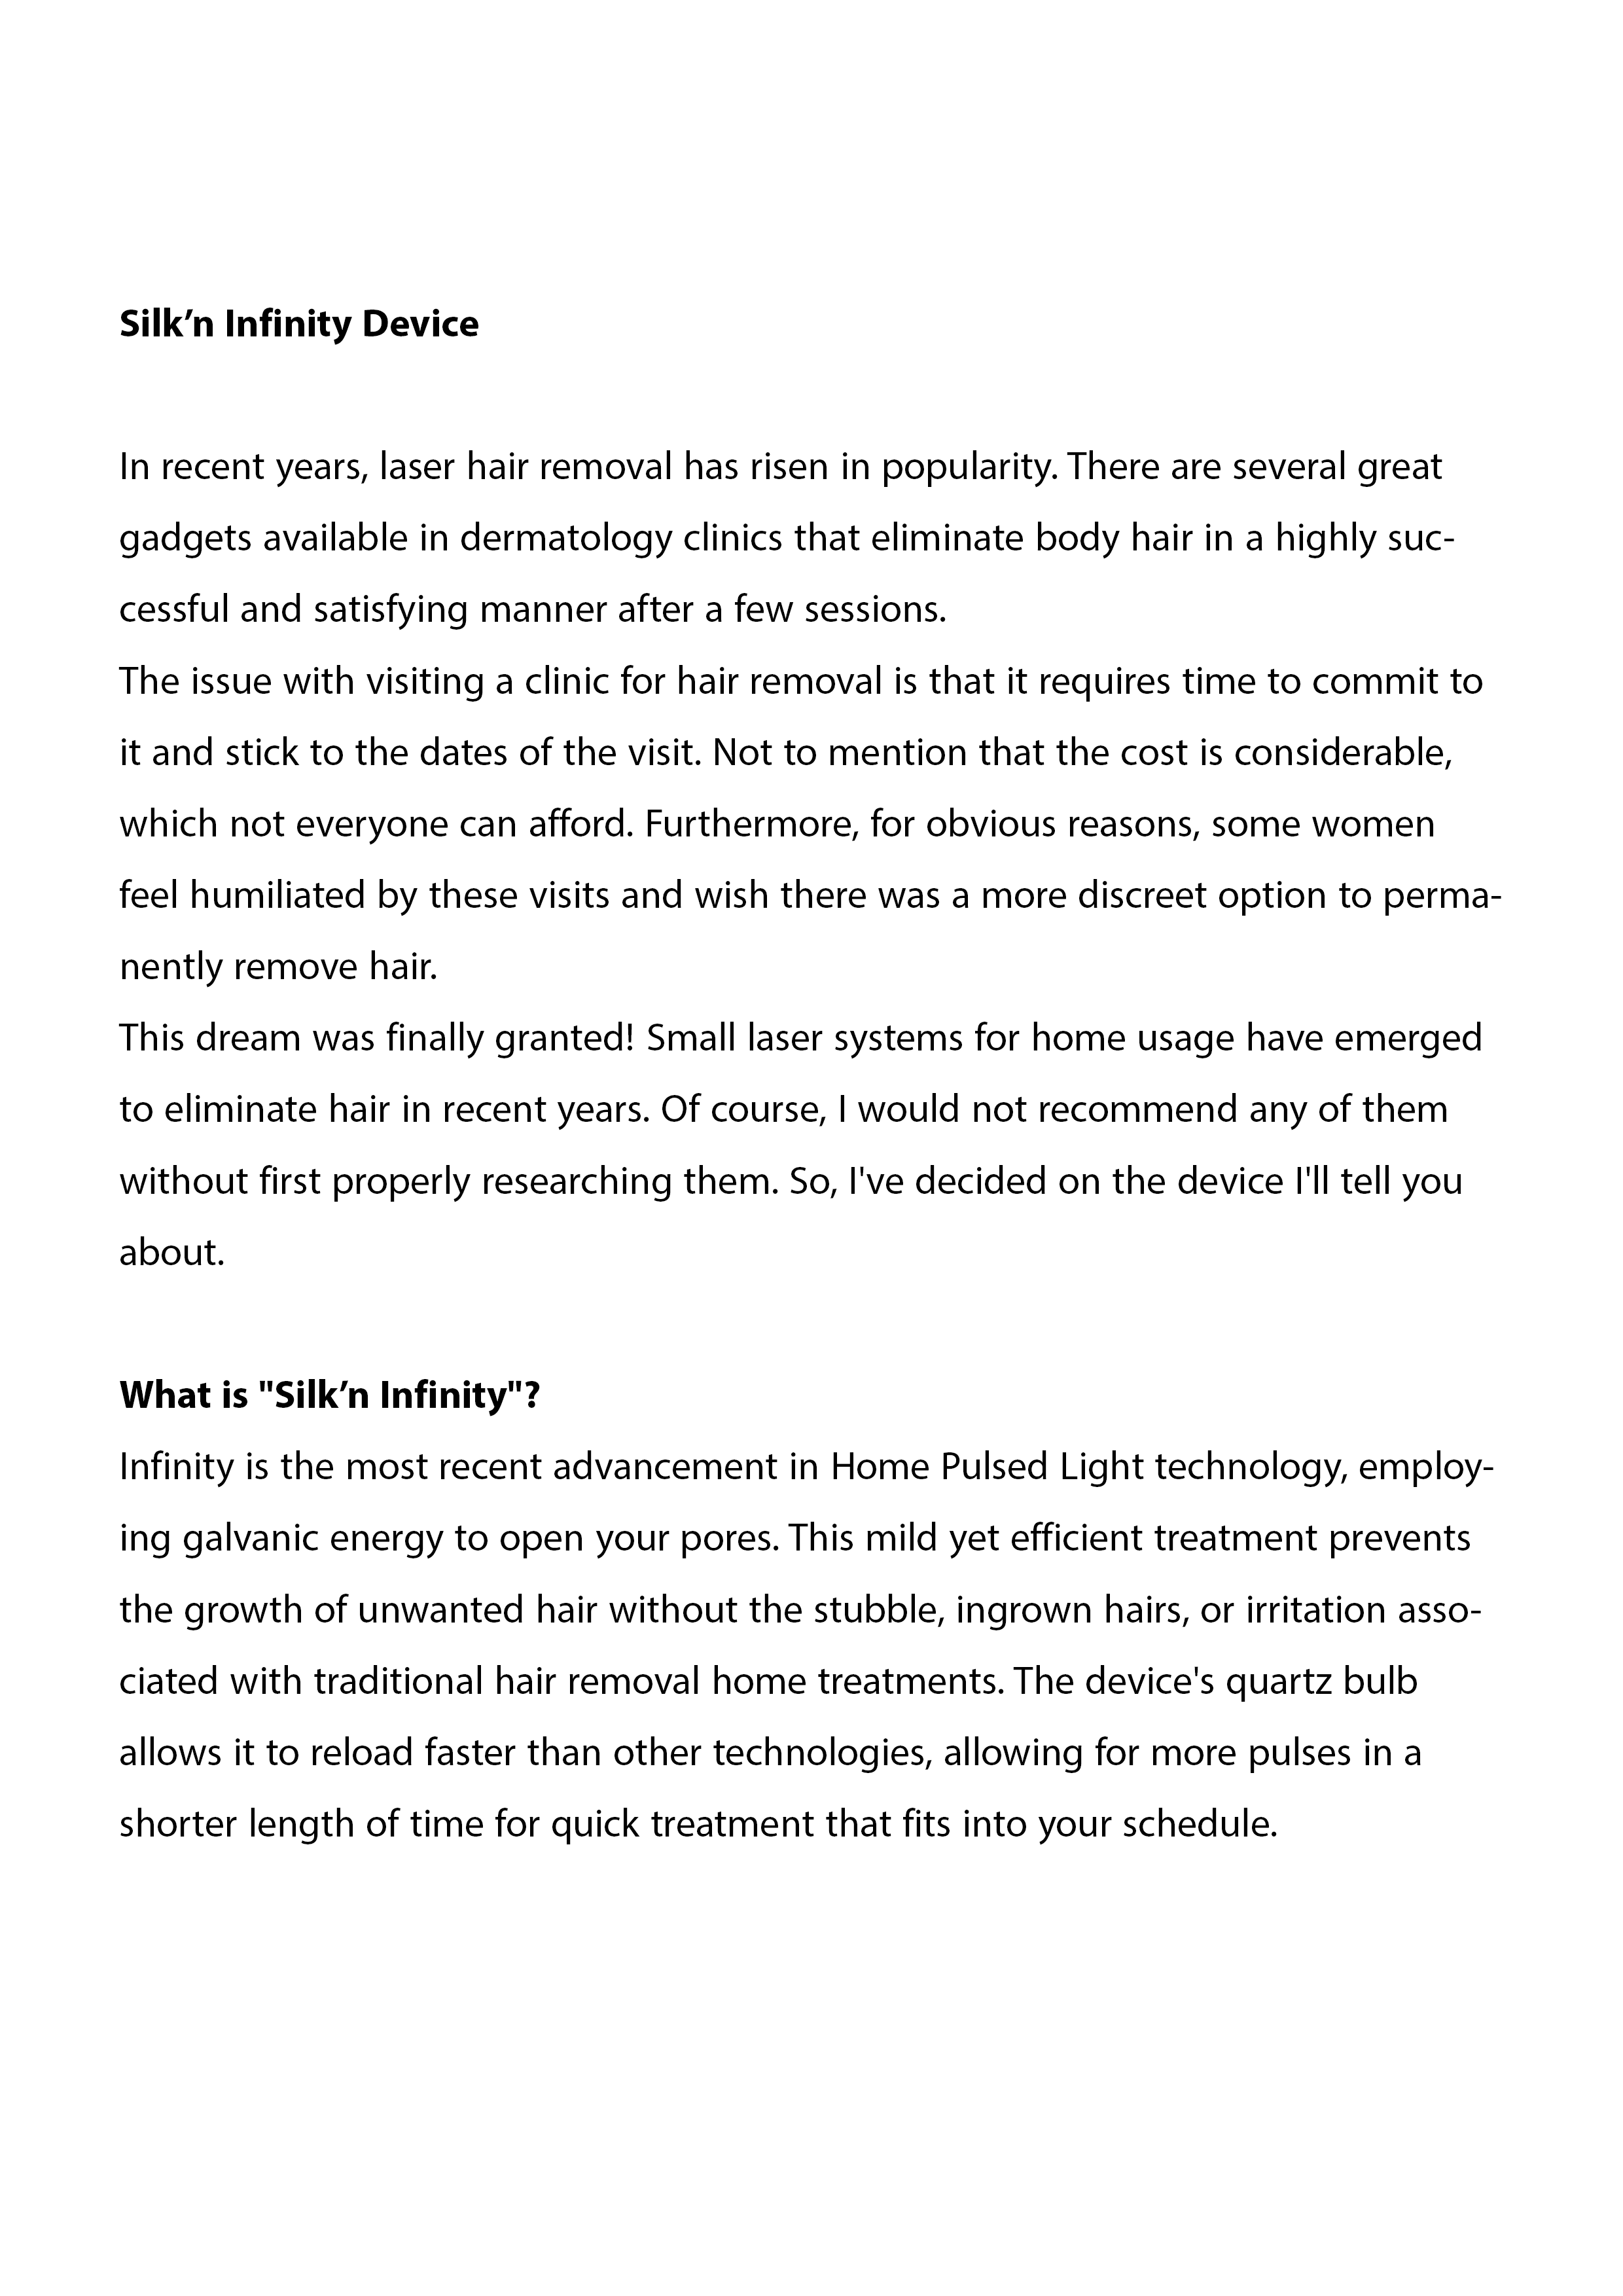 Silk’n Infinity Device
In recent years, laser hair removal has risen in popularity. There are several great
gadgets available in dermatology clinics that eliminate body hair in a highly suc-
cessful and satisfying manner after a few sessions.
The issue with visiting a clinic for hair removal is that it requires time to commit to
it and stick to the dates of the visit. Not to mention that the cost is considerable,
which not everyone can afford. Furthermore, for obvious reasons, some women
feel humiliated by these visits and wish there was a more discreet option to perma-
nently remove hair.
This dream was finally granted! Small laser systems for home usage have emerged
to eliminate hair in recent years. Of course, I would not recommend any of them
without first properly researching them. So, I've decided on the device I'll tell you
about.
What is "Silk’n Infinity"?
Infinity is the most recent advancement in Home Pulsed Light technology, employ-
ing galvanic energy to open your pores. This mild yet efficient treatment prevents
the growth of unwanted hair without the stubble, ingrown hairs, or irritation asso-
ciated with traditional hair removal home treatments. The device's quartz bulb
allows it to reload faster than other technologies, allowing for more pulses in a
shorter length of time for quick treatment that fits into your schedule.